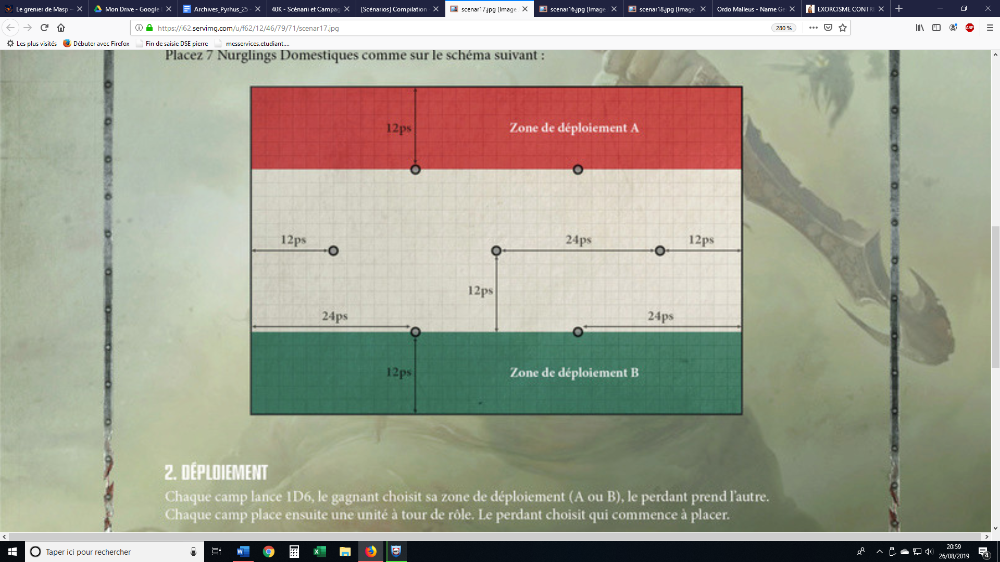 Le grenier de Masp –
Mon Drive - Google
Archives_Pyrhus_25 -
40K - Scénarii et Campag
[Scénarios] Compilation
scenar17.jpg (Image
scenar16.jpg (Image
scenar18.jpg (Image
Ordo Malleus - Name Ge
EXORCISME CONTRE
https://i62.servimg.com/u/f62/12/46/79/71/scenar17.jpg
280 %
ABP
Les plus visités
Débuter avec Firefox
Fin de saisie DSE pierre
messervices.etudiant....
Placez 7 Nurglings Domestiques comme sur le schéma suivant :
12ps
Zone de déploiement A
12ps
24ps
12ps
12ps
24ps
24ps
12ps
Zone de déploiement B
2. DÉPLOIEMENT
Chaque camp lance 1D6, le gagnant choisit sa zone de déploiement (A ou B), le perdant prend l'autre.
Chaque camp place ensuite une unité à tour de rôle. Le perdant choisit qui commence à placer.
Taper ici pour rechercher
20:59
26/08/2019
4